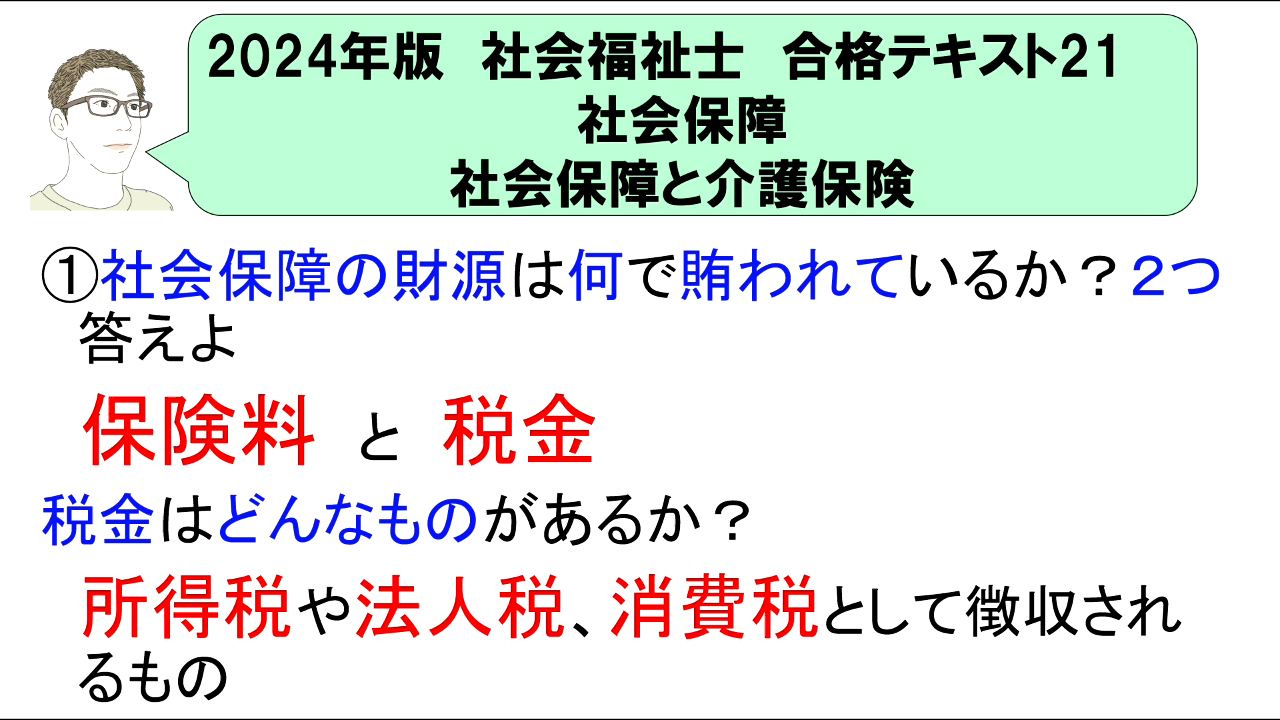 2024年版　社会福祉士　合格テキスト21
社会保障
社会保障と介護保険
①社会保障の財源は何で賄われているか？２つ
答えよ
保険料　と　税金
税金はどんなものがあるか？
所得税や法人税、消費税として徴収され
るもの